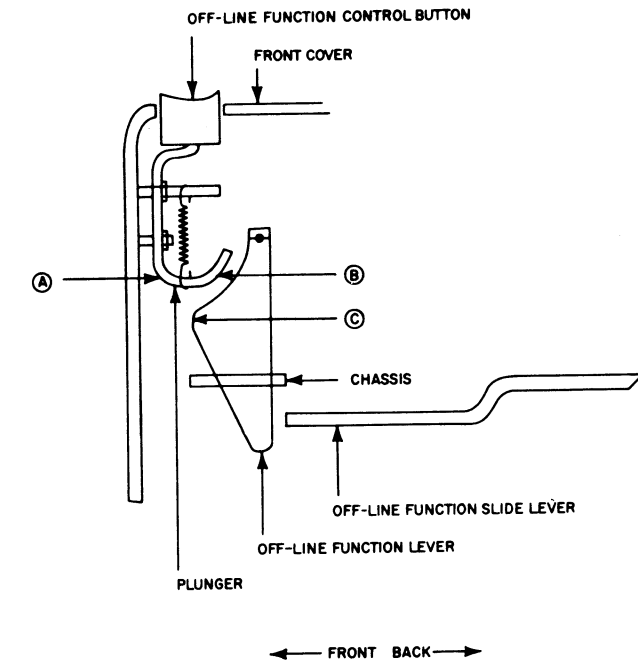 OFF-LINE FUNCTION CONTROL BUTTON
FRONT COVER
A
B
C
CHASSIS
OFF-LINE FUNCTION SLIDE LEVER
OFF-LINE FUNCTION LEVER
PLUNGER
FRONT BACK